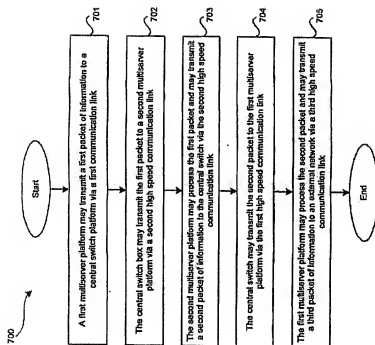 700
Start
701
A first multiserver platform may transmit a first packet of information to a
central switch platform via a first communication link
702
The central switch box may transmit the first packet to a second multiserver
platform via a second high speed communication link
703
The second multiserver platform may process the first packet and may transmit
a second packet of information to the central switch via the second high speed
communication link
704
The central switch may transmit the second packet to the first multiserver
platform via the first high speed communication link
705
The first multiserver platform may process the second packet and may transmit
a third packet of information to an external network via a third high speed
communication link
End